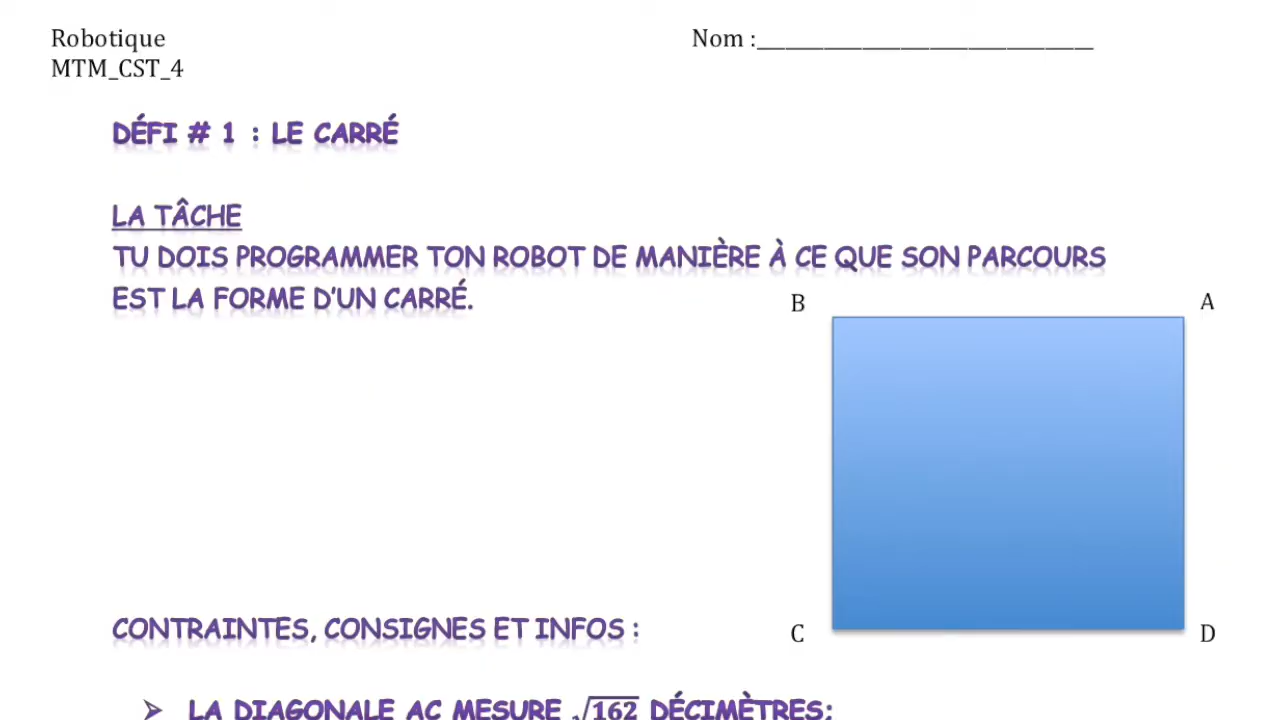 Robotique
Nom :___________________________________
MTM_CST_4
DÉFI # 1 : LE CARRÉ
LA TÂCHE
TU DOIS PROGRAMMER TON ROBOT DE MANIÈRE À CE QUE SON PARCOURS
EST LA FORME D'UN CARRÉ.
B
A
CONTRAINTES, CONSIGNES ET INFOS :
C
D
➢ LA DIAGONALE AC MESURE √162 DÉCIMÈTRES;